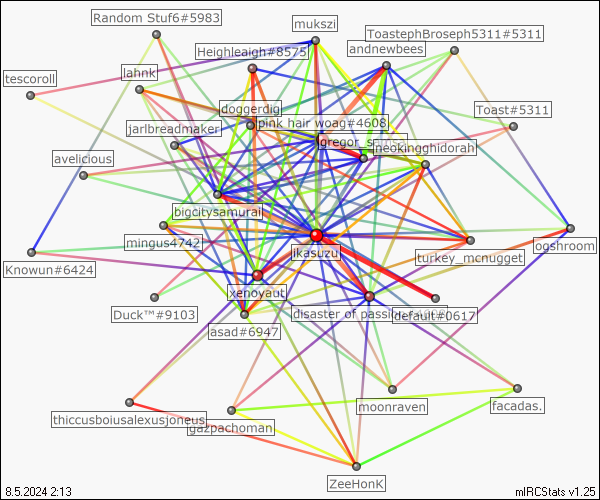 Random Stuf6#5983
mukszi
ToastephBroseph5311#5311
Heighleaigh#8575
andnewbees
tescoroll
lahnk
doggerdig
Toast#5311
pink hair woag#4608
jarlbreadmaker
gregor_samsa.
neokingghidorah
avelicious
bigcitysamurai
mingus4742
ikasuzu
ogshroom
turkey_mcnugget
Knowun#6424
xenoyaut
Duck™#9103
disaster of passion
default#0617
asad#6947
moonraven
facadas.
thiccusboiusalexusjoneus
gazpachoman
ZeeHonK
8.5.2024 2:13
mIRCStats v1.25